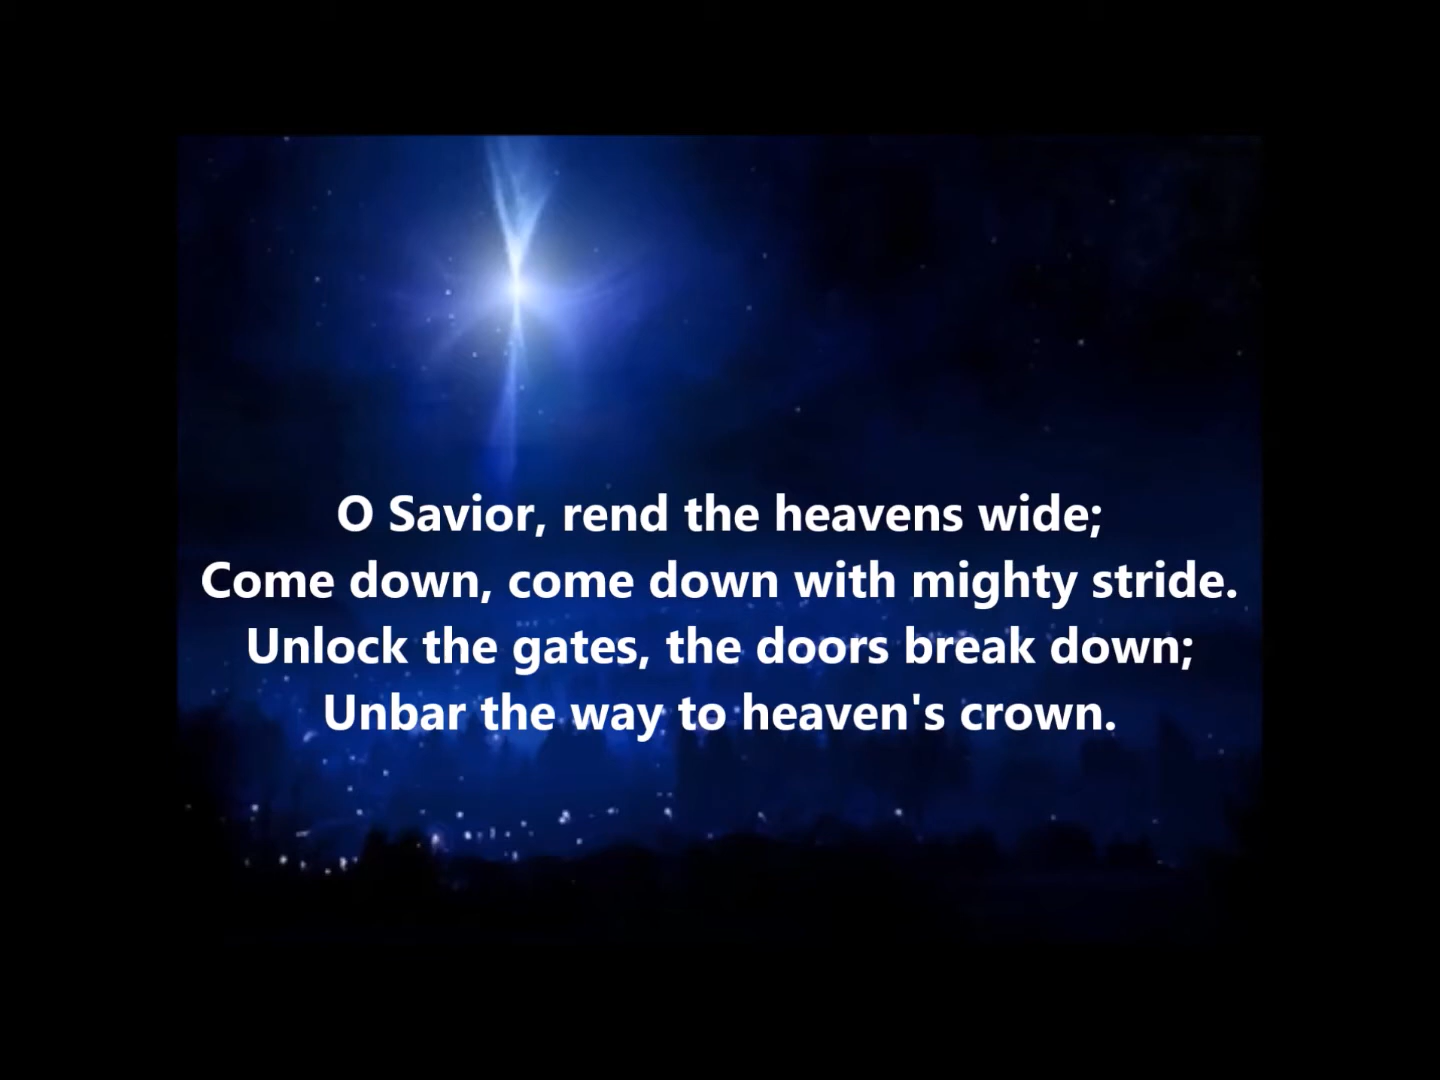 O Savior, rend the heavens wide;
Come down, come down with mighty stride.
Unlock the gates, the doors break down;
Unbar the way to heaven's crown.